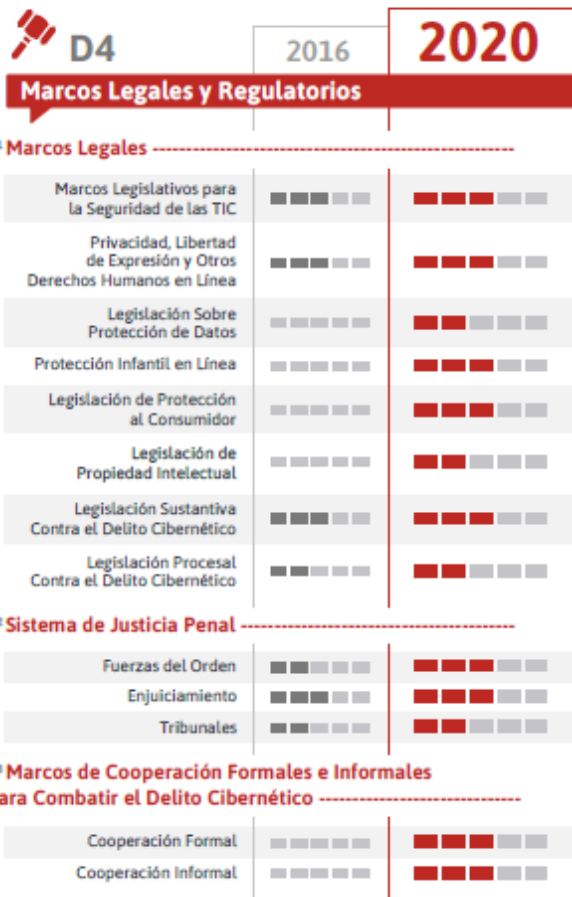 D4
2016
2020
Marcos Legales y Regulatorios
Marcos Legales
Marcos Legislativos para
la Seguridad de las TIC
Privacidad, Libertad
de Expresión y Otros
Derechos Humanos en Línea
Legislación Sobre
Protección de Datos
Protección Infantil en Línea
Legislación de Protección
al Consumidor
Legislación de
Propiedad Intelectual
Legislación Sustantiva
Contra el Delito Cibernético
Legislación Procesal
Contra el Delito Cibernético
Sistema de Justicia Penal
Fuerzas del Orden
Enjuiciamiento
Tribunales
Marcos de Cooperación Formales e Informales
ara Combatir el Delito Cibernético
Cooperación Formal
Cooperación Informal